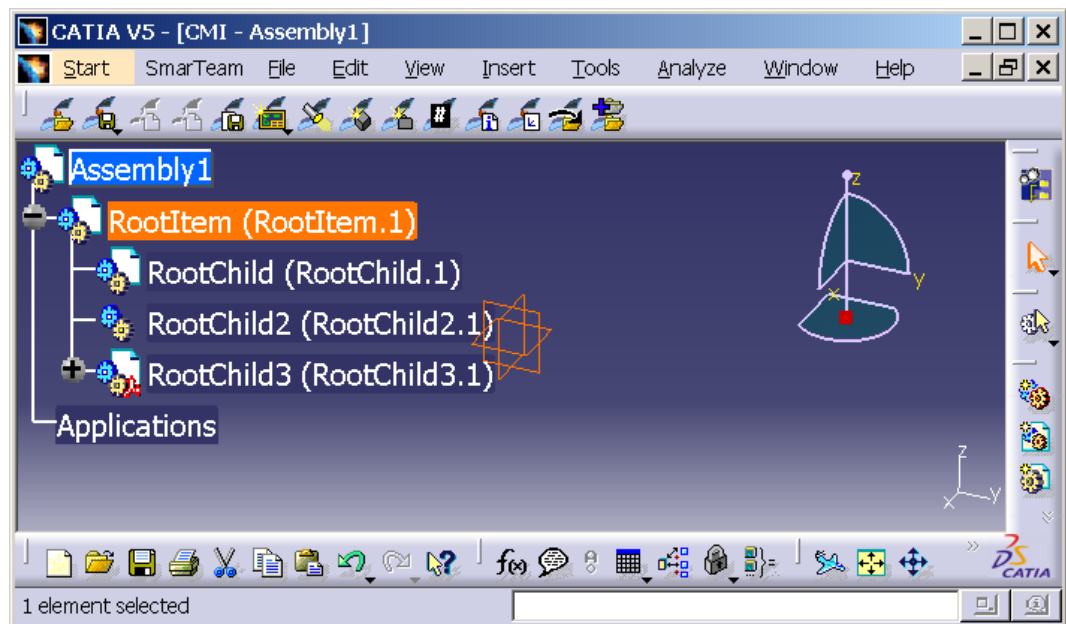 CATIA V5 - [CMI - Assembly1]
Start SmarTeam File Edit View Insert Tools Analyze Window Help
#
Assembly1
RootItem (RootItem.1)
RootChild (RootChild.1)
RootChild2 (RootChild2.1)
RootChild3 (RootChild3.1)
Applications
z
y
x
z
x y
f(x)
CATIA
1 element selected